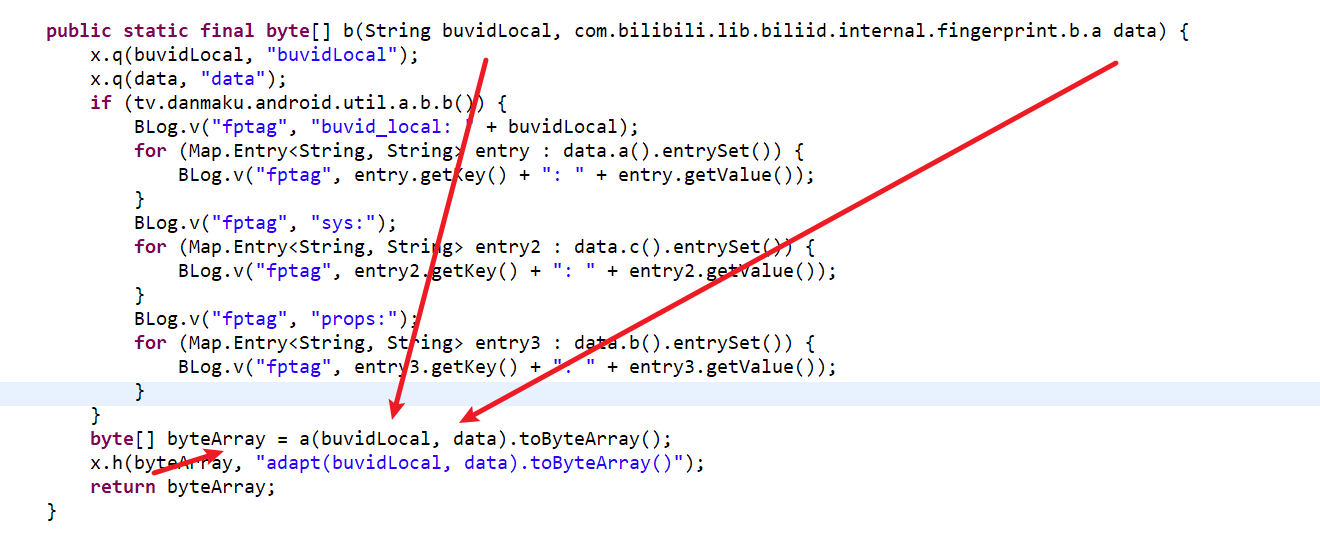 public static final byte[] b(String buvidLocal, com.bilibili.lib.biliid.internal.fingerprint.b.a data) {
x.q(buvidLocal, "buvidLocal");
x.q(data, "data");
if (tv.danmaku.android.util.a.b.b()) {
BLog.v("fptag", "buvid_local: " + buvidLocal);
for (Map.Entry<String, String> entry : data.a().entrySet()) {
BLog.v("fptag", entry.getKey() + ": " + entry.getValue());
}
BLog.v("fptag", "sys:");
for (Map.Entry<String, String> entry2 : data.c().entrySet()) {
BLog.v("fptag", entry2.getKey() + ": " + entry2.getValue());
}
BLog.v("fptag", "props:");
for (Map.Entry<String, String> entry3 : data.b().entrySet()) {
BLog.v("fptag", entry3.getKey() + ": " + entry3.getValue());
}
}
byte[] byteArray = a(buvidLocal, data).toByteArray();
x.h(byteArray, "adapt(buvidLocal, data).toByteArray()");
return byteArray;
}